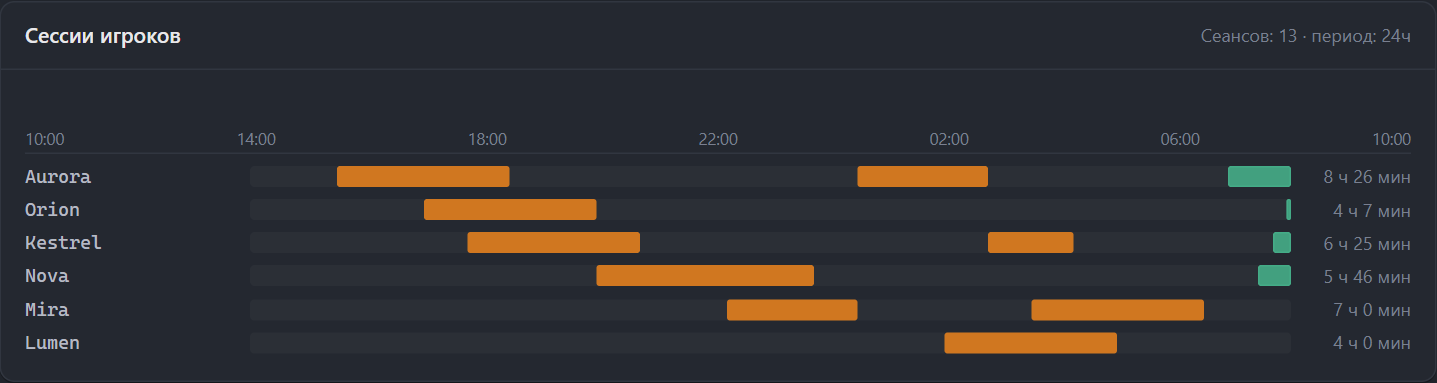 Сессии игроков
Сеансов: 13 · период: 24ч
10:00 14:00 18:00 22:00 02:00 06:00 10:00
Aurora 8 ч 26 мин
Orion 4 ч 7 мин
Kestrel 6 ч 25 мин
Nova 5 ч 46 мин
Mira 7 ч 0 мин
Lumen 4 ч 0 мин